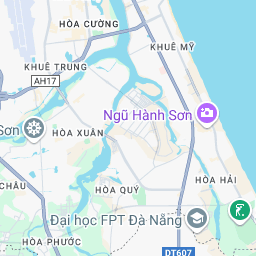 HÒA CƯỜNG
KHUÊ MỸ
KHUÊ TRUNG
AH17
Ngũ Hành Sơn
Sơn
HÒA XUÂN
CHÂU
HÒA HẢI
HÒA QUÝ
Đại học FPT Đà Nẵng
HÒA PHƯỚC
ĐT607